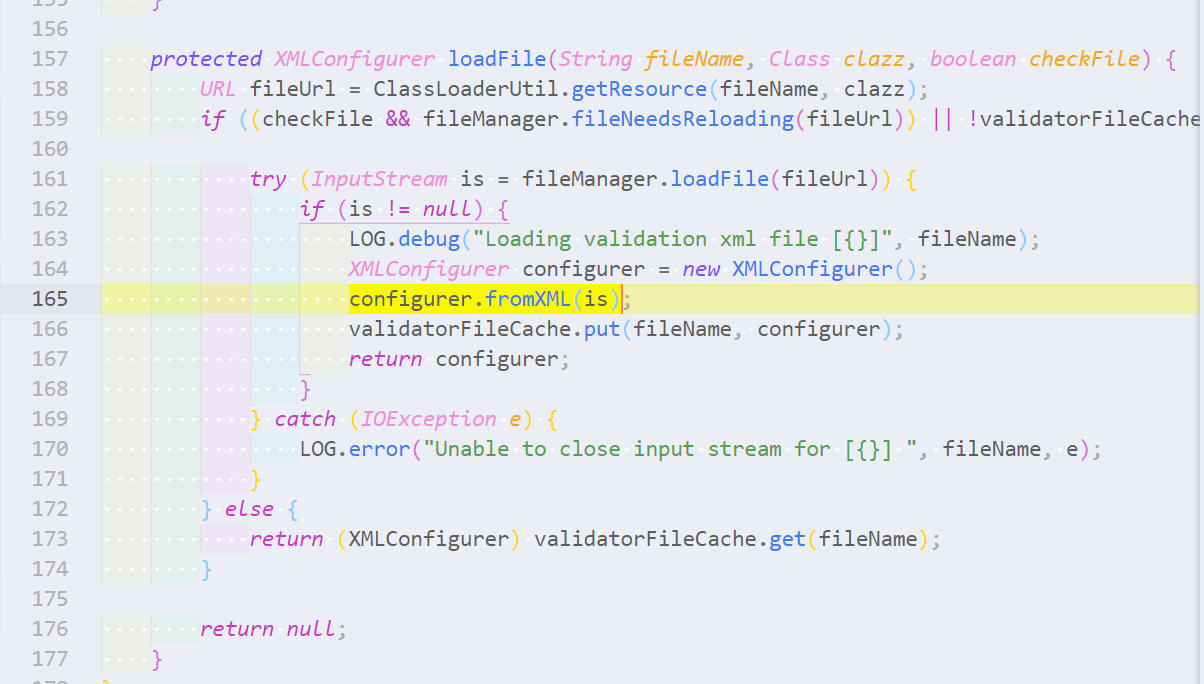 155 }
156
157 protected XMLConfigurer loadFile(String fileName, Class clazz, boolean checkFile) {
158 URL fileUrl = ClassLoaderUtil.getResource(fileName, clazz);
159 if ((checkFile && fileManager.fileNeedsReloading(fileUrl)) || !validatorFileCache
160
161 try (InputStream is = fileManager.loadFile(fileUrl)) {
162 if (is != null) {
163 LOG.debug("Loading validation xml file [{}]", fileName);
164 XMLConfigurer configurer = new XMLConfigurer();
165 configurer.fromXML(is);
166 validatorFileCache.put(fileName, configurer);
167 return configurer;
168 }
169 } catch (IOException e) {
170 LOG.error("Unable to close input stream for [{}] ", fileName, e);
171 }
172 } else {
173 return (XMLConfigurer) validatorFileCache.get(fileName);
174 }
175
176 return null;
177 }